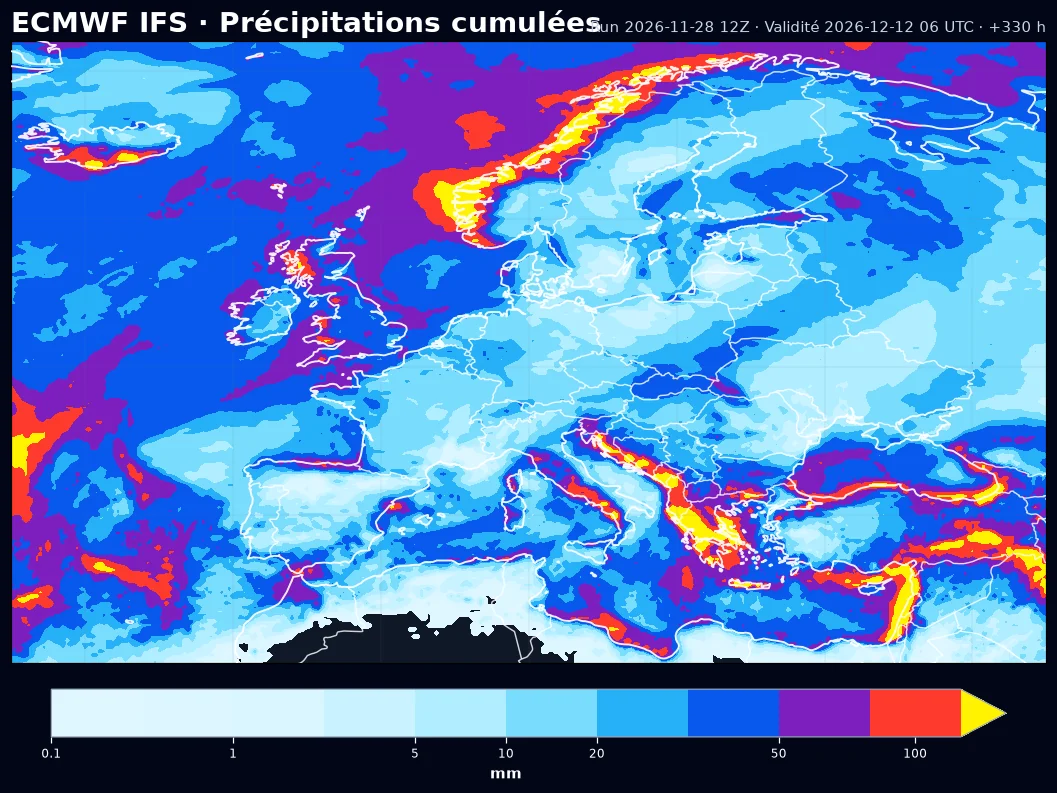 ECMWF IFS · Précipitations cumulées
Run 2026-11-28 12Z · Validité 2026-12-12 06 UTC · +330 h
0.1 1 5 10 20 50 100
mm